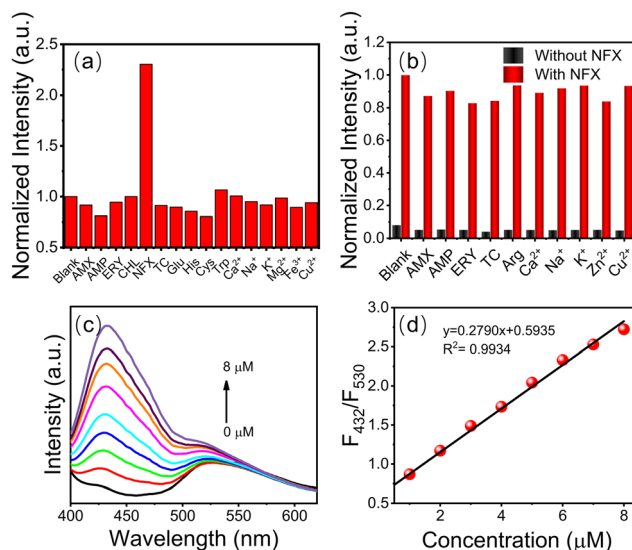 (a)
Normalized Intensity (a.u.)
2.5
2.0
1.5
1.0
0.5
Blank AMX AMP ERY CHL NFX TC Glu His Cys Trp Ca²⁺ Na⁺ K⁺ Mg²⁺ Fe³⁺ Cu²⁺
(b)
Without NFX
With NFX
Normalized Intensity (a.u.)
1.2
1.0
0.8
0.6
0.4
0.2
0.0
Blank AMX AMP ERY TC Arg Ca²⁺ Na⁺ K⁺ Zn²⁺ Cu²⁺
(c)
8 μM
0 μM
Intensity (a.u.)
400 450 500 550 600
Wavelength (nm)
(d)
y=0.2790x+0.5935
R²= 0.9934
F₄₃₂/F₅₃₀
3.0
2.5
2.0
1.5
1.0
0.5
2 4 6 8
Concentration (μM)